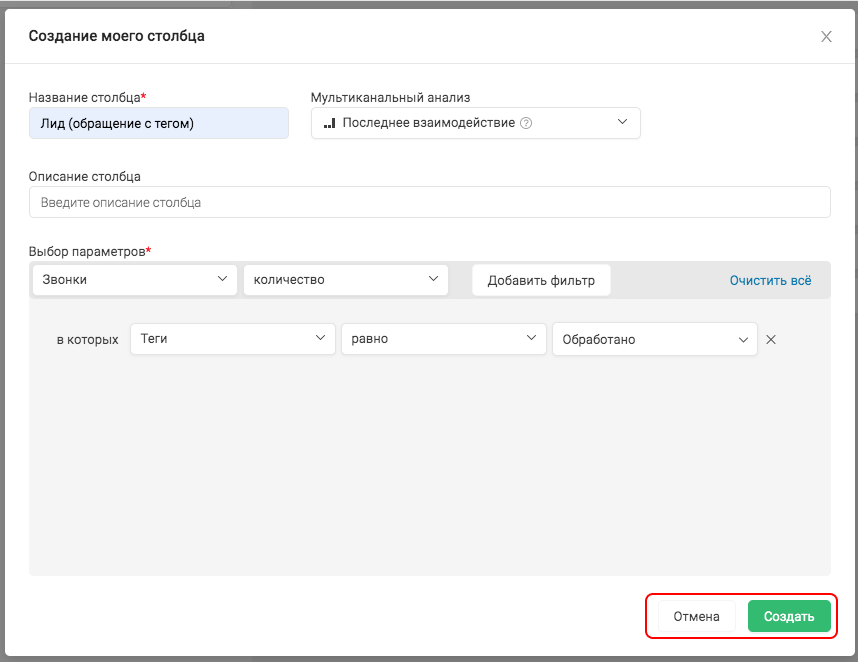 Создание моего столбца
Название столбца*
Мультиканальный анализ
Лид (обращение с тегом)
Последнее взаимодействие ?
Описание столбца
Введите описание столбца
Выбор параметров*
Звонки количество Добавить фильтр Очистить всё
в которых Теги равно Обработано
Отмена Создать